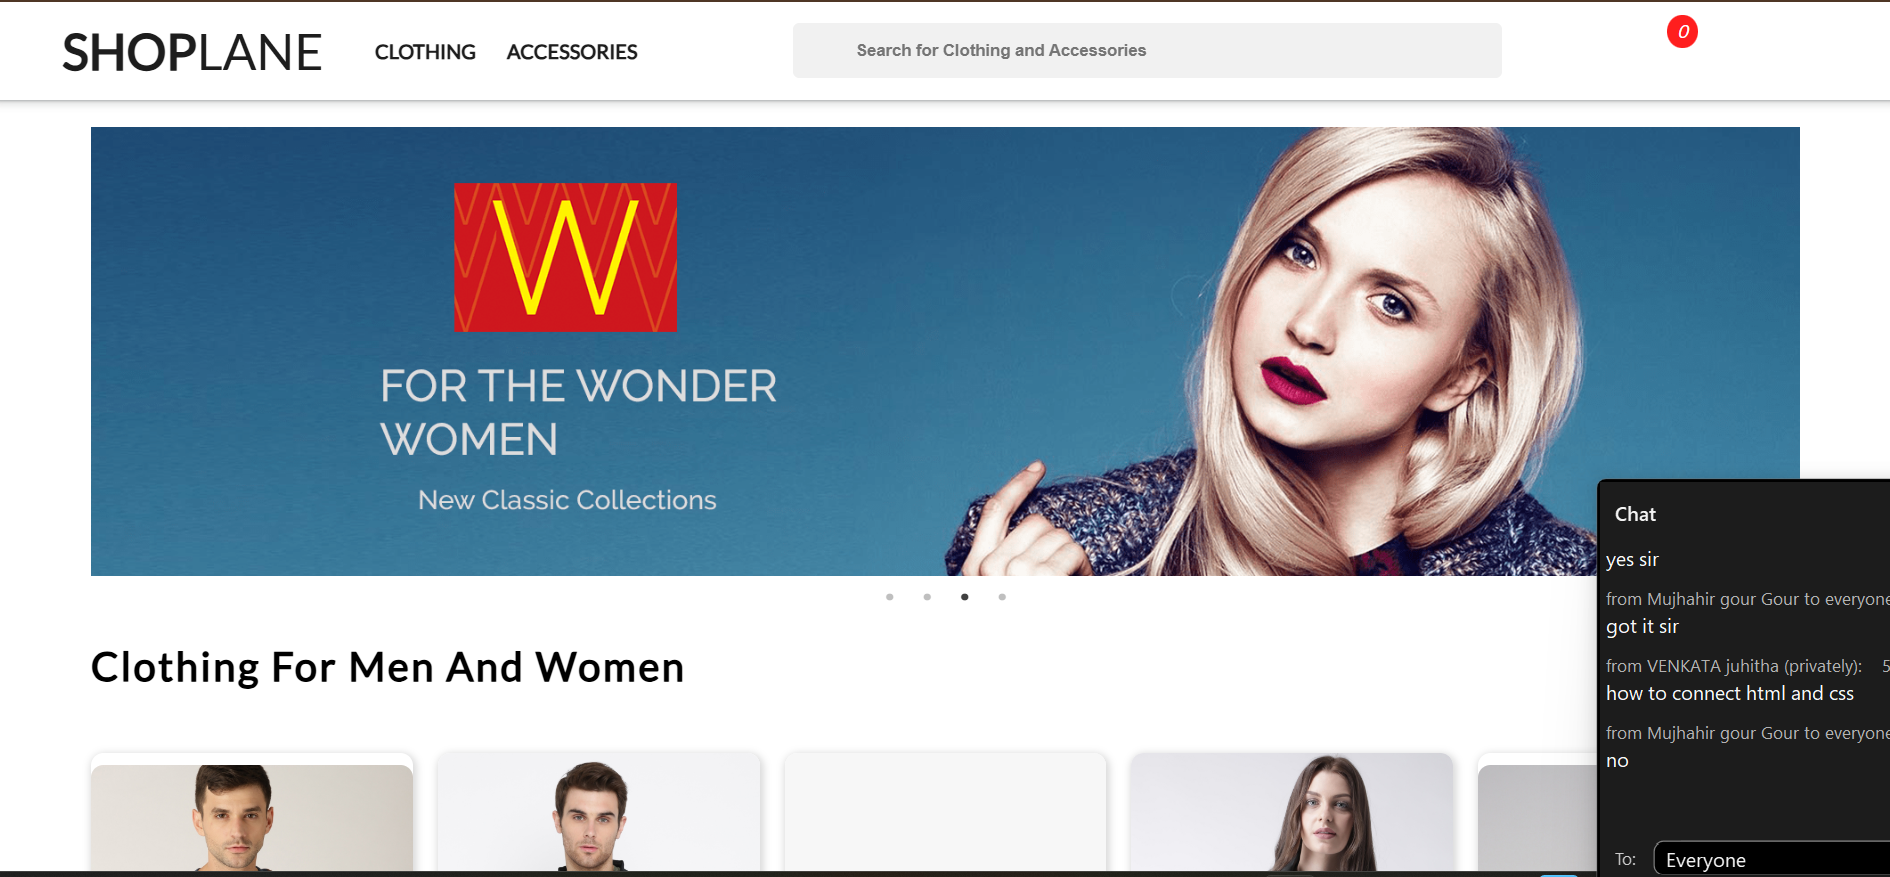 SHOPLANE
CLOTHING ACCESSORIES
Search for Clothing and Accessories
0
W
FOR THE WONDER
WOMEN
New Classic Collections
Clothing For Men And Women
Chat
yes sir
from Mujhahir gour Gour to everyone
got it sir
from VENKATA juhitha (privately): 5
how to connect html and css
from Mujhahir gour Gour to everyone
no
To: Everyone